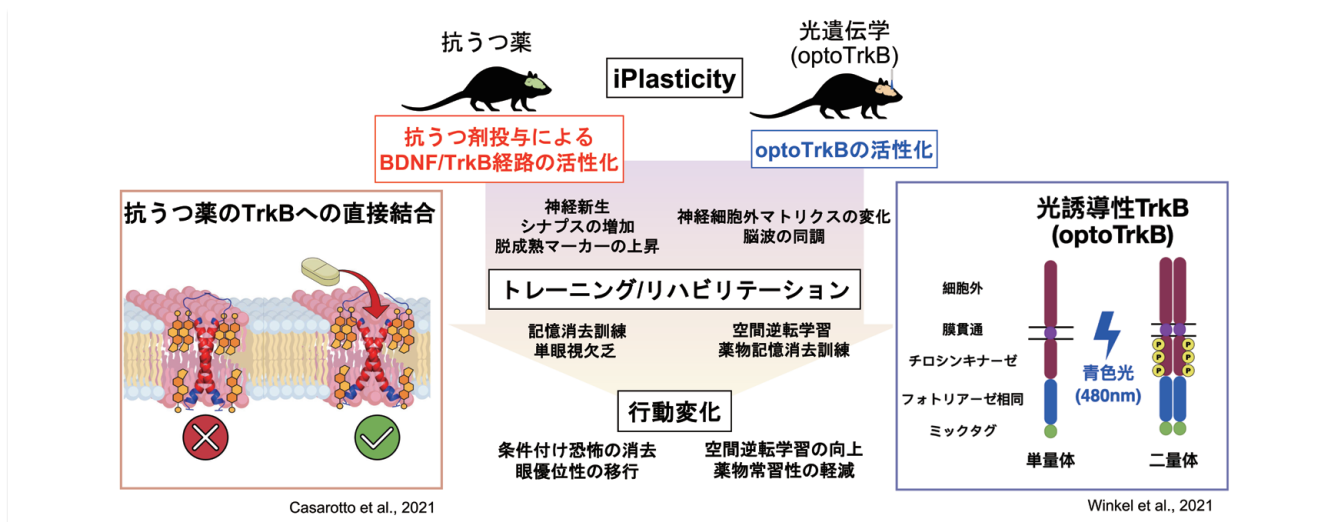 抗うつ薬
光遺伝学
(optoTrkB)
iPlasticity
抗うつ剤投与による
BDNF/TrkB経路の活性化
optoTrkBの活性化
抗うつ薬のTrkBへの直接結合
神経新生
シナプスの増加
脱成熟マーカーの上昇
神経細胞外マトリクスの変化
脳波の同調
トレーニング/リハビリテーション
記憶消去訓練
単眼視欠乏
空間逆転学習
薬物記憶消去訓練
行動変化
条件付け恐怖の消去
眼優位性の移行
空間逆転学習の向上
薬物常習性の軽減
光誘導性TrkB
(optoTrkB)
細胞外
膜貫通
チロシンキナーゼ
フォトリアーゼ相同
ミックタグ
青色光
(480nm)
P P
P P
P P
単量体
二量体
Casarotto et al., 2021
Winkel et al., 2021